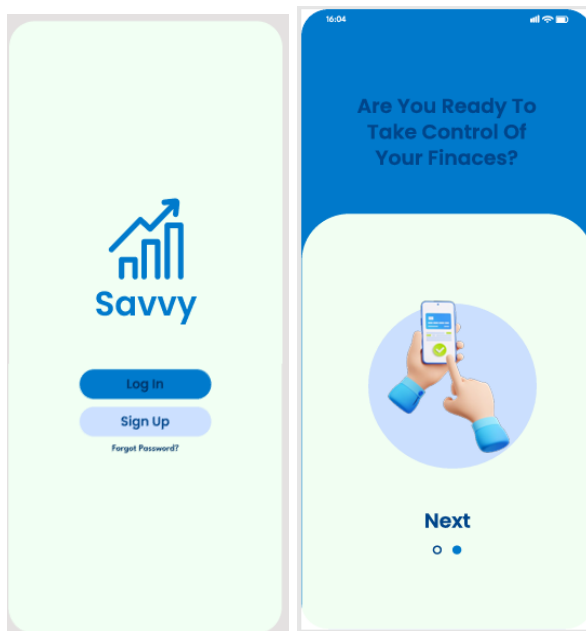 Savvy
Log In
Sign Up
Forgot Password?
16:04
Are You Ready To
Take Control Of
Your Finaces?
Next